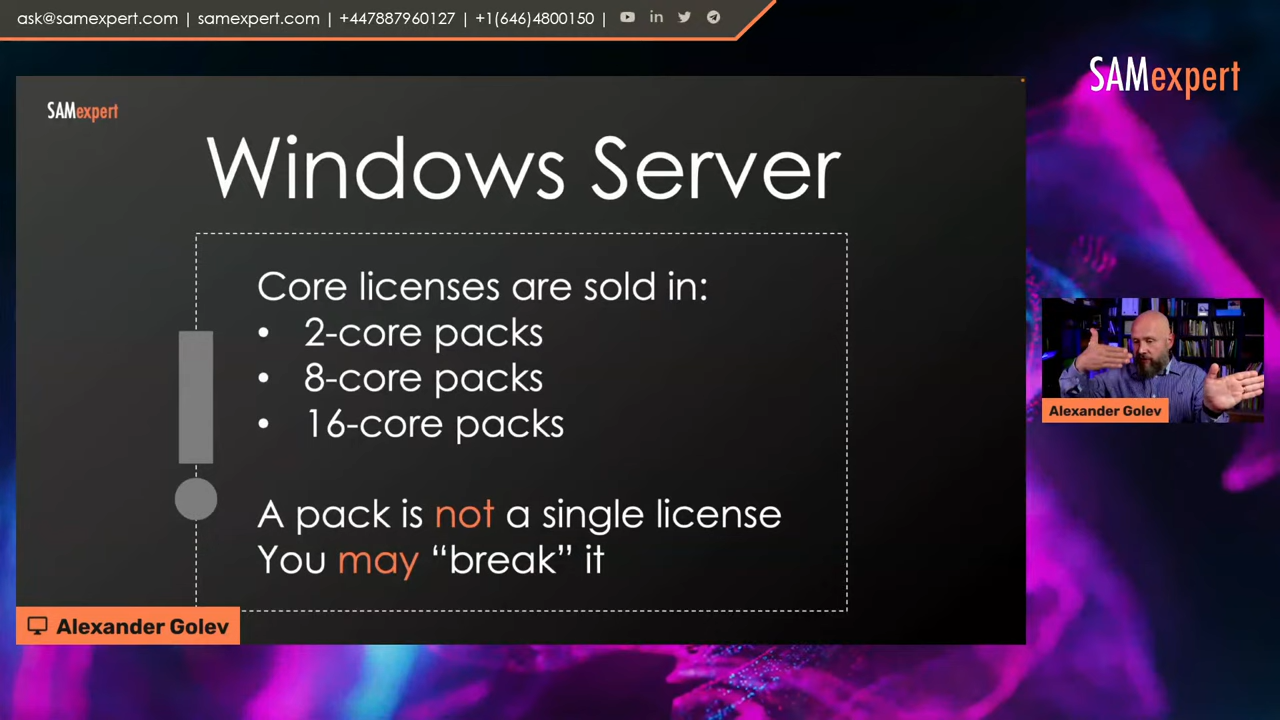 ask@samexpert.com | samexpert.com | +447887960127 | +1(646)4800150 |
SAMexpert
SAMexpert
Windows Server
Core licenses are sold in:
• 2-core packs
• 8-core packs
• 16-core packs
A pack is not a single license
You may “break” it
Alexander Golev
Alexander Golev